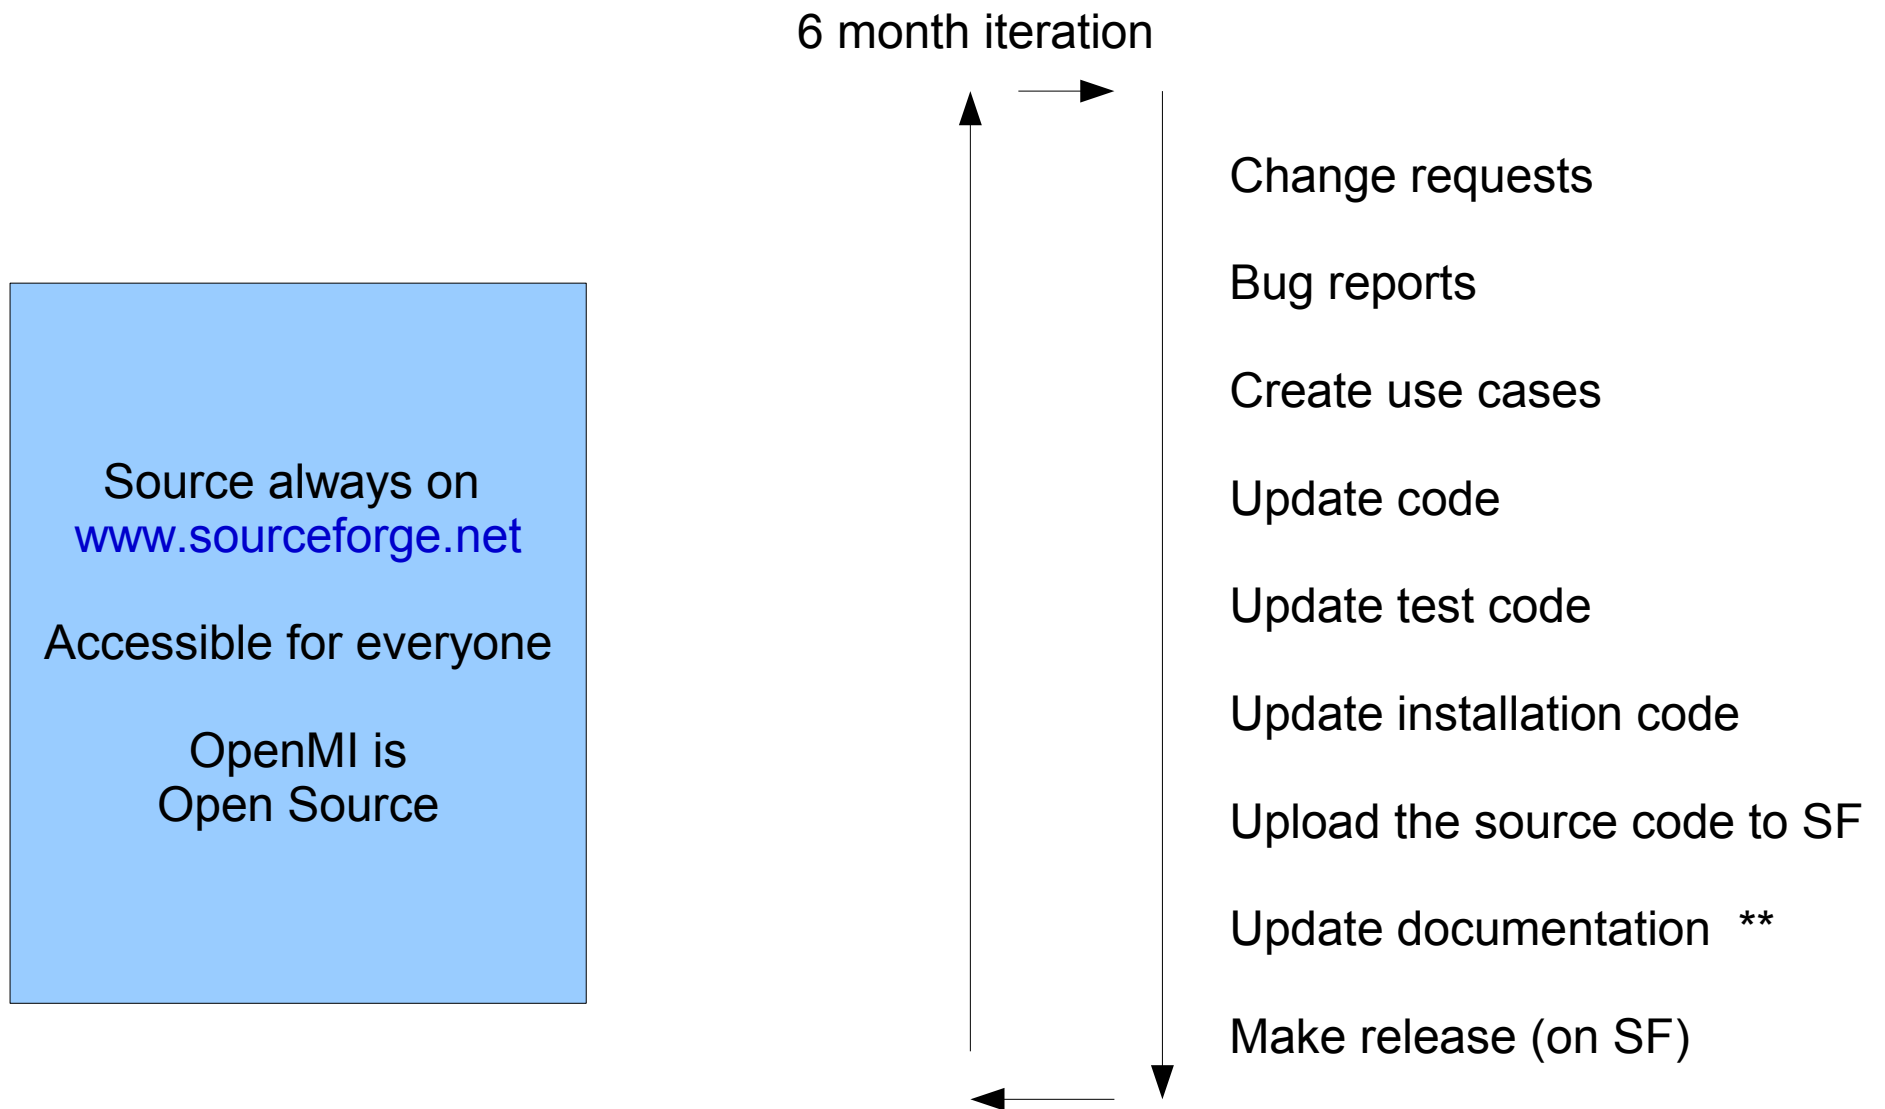 6 month iteration
Source always on
www.sourceforge.net
Accessible for everyone
OpenMI is
Open Source
Change requests
Bug reports
Create use cases
Update code
Update test code
Update installation code
Upload the source code to SF
Update documentation **
Make release (on SF)